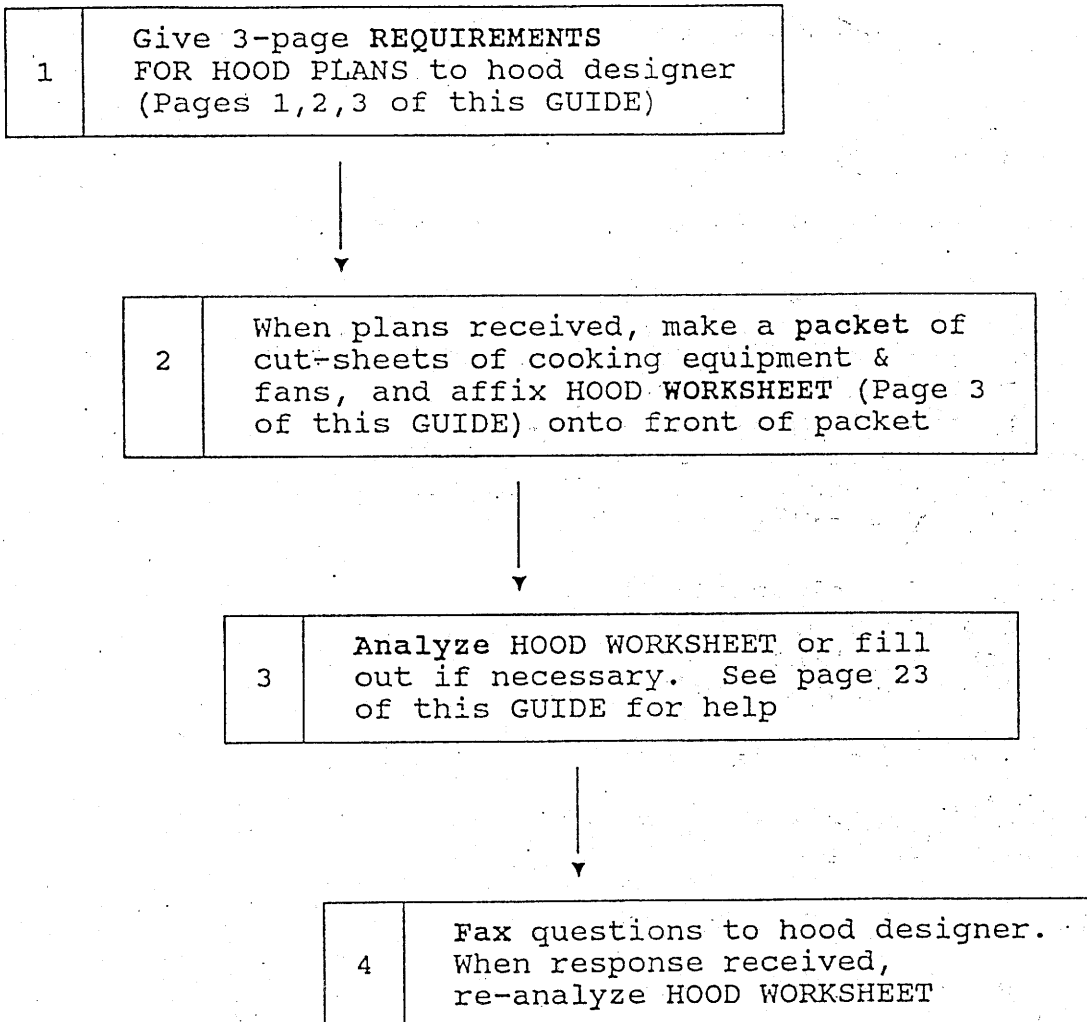 1
Give 3-page REQUIREMENTS
FOR HOOD PLANS to hood designer
(Pages 1,2,3 of this GUIDE)
2
When plans received, make a packet of
cut-sheets of cooking equipment &
fans, and affix HOOD WORKSHEET (Page 3
of this GUIDE) onto front of packet
3
Analyze HOOD WORKSHEET or fill
out if necessary. See page 23
of this GUIDE for help
4
Fax questions to hood designer.
When response received,
re-analyze HOOD WORKSHEET